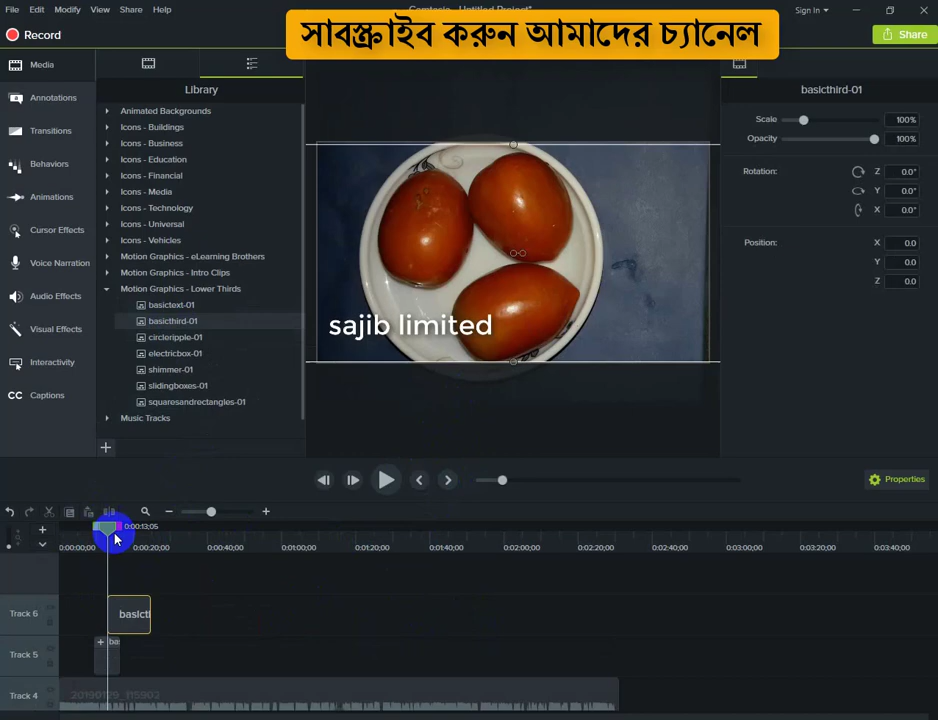 File Edit Modify View Share Help
Sign In
সাবস্ক্রাইব করুন আমাদের চ্যানেল
Record
Share
Media
Annotations
Transitions
Behaviors
Animations
Cursor Effects
Voice Narration
Audio Effects
Visual Effects
Interactivity
CC Captions
Library
Animated Backgrounds
Icons - Buildings
Icons - Business
Icons - Education
Icons - Financial
Icons - Media
Icons - Technology
Icons - Universal
Icons - Vehicles
Motion Graphics - eLearning Brothers
Motion Graphics - Intro Clips
Motion Graphics - Lower Thirds
basictext-01
basicthird-01
circleripple-01
electricbox-01
shimmer-01
slidingboxes-01
squaresandrectangles-01
Music Tracks
sajib limited
basicthird-01
Scale 100%
Opacity 100%
Rotation: Z 0.0°
Y 0.0°
X 0.0°
Position: X 0.0
Y 0.0
Z 0.0
Properties
0:00:13;05
0:00:00;00 0:00:20;00 0:00:40;00 0:01:00;00 0:01:20;00 0:01:40;00 0:02:00;00 0:02:20;00 0:02:40;00 0:03:00;00 0:03:20;00 0:03:40;00
Track 6
basict
Track 5
bas
Track 4
20190129_115902